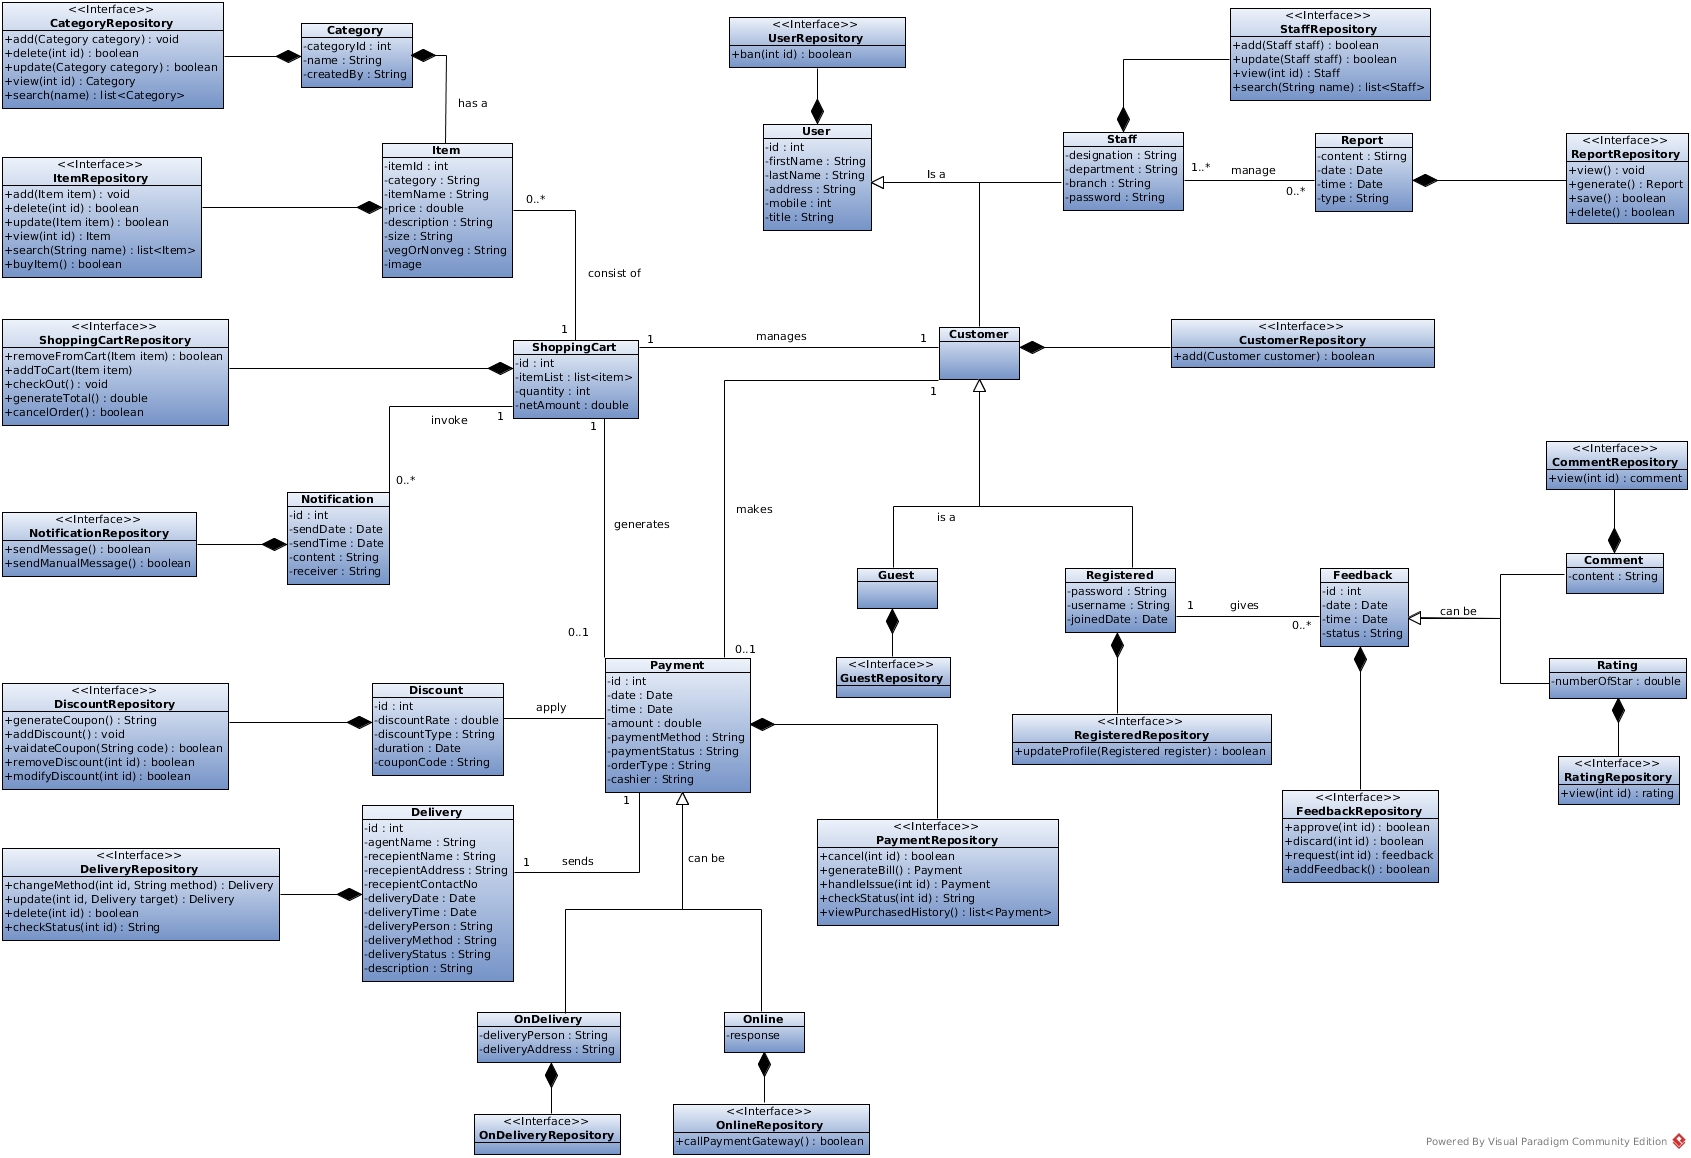 <<Interface>>
CategoryRepository
+add(Category category) : void
+delete(int id) : boolean
+update(Category category) : boolean
+view(int id) : Category
+search(name) : list<Category>
Category
-categoryId : int
-name : String
-createdBy : String
has a
<<Interface>>
UserRepository
+ban(int id) : boolean
<<Interface>>
StaffRepository
+add(Staff staff) : boolean
+update(Staff staff) : boolean
+view(int id) : Staff
+search(String name) : list<Staff>
<<Interface>>
ItemRepository
+add(Item item) : void
+delete(int id) : boolean
+update(Item item) : boolean
+view(int id) : Item
+search(String name) : list<Item>
+buyItem() : boolean
Item
-itemId : int
-category : String
-itemName : String
-price : double
-description : String
-size : String
-vegOrNonveg : String
-image
0..*
consist of
1
User
-id : int
-firstName : String
-lastName : String
-address : String
-mobile : int
-title : String
Is a
Staff
-designation : String
-department : String
-branch : String
-password : String
1..*
manage
0..*
Report
-content : Stirng
-date : Date
-time : Date
-type : String
<<Interface>>
ReportRepository
+view() : void
+generate() : Report
+save() : boolean
+delete() : boolean
<<Interface>>
ShoppingCartRepository
+removeFromCart(Item item) : boolean
+addToCart(Item item)
+checkOut() : void
+generateTotal() : double
+cancelOrder() : boolean
ShoppingCart
-id : int
-itemList : list<item>
-quantity : int
-netAmount : double
1
manages
1
Customer
<<Interface>>
CustomerRepository
+add(Customer customer) : boolean
invoke
1
1
1
0..*
<<Interface>>
NotificationRepository
+sendMessage() : boolean
+sendManualMessage() : boolean
Notification
-id : int
-sendDate : Date
-sendTime : Date
-content : String
-receiver : String
generates
makes
is a
0..1
0..1
Guest
<<Interface>>
GuestRepository
Registered
-password : String
-username : String
-joinedDate : Date
1
gives
0..*
<<Interface>>
RegisteredRepository
+updateProfile(Registered register) : boolean
Feedback
-id : int
-date : Date
-time : Date
-status : String
can be
<<Interface>>
CommentRepository
+view(int id) : comment
Comment
-content : String
Rating
-numberOfStar : double
<<Interface>>
RatingRepository
+view(int id) : rating
<<Interface>>
FeedbackRepository
+approve(int id) : boolean
+discard(int id) : boolean
+request(int id) : feedback
+addFeedback() : boolean
<<Interface>>
DiscountRepository
+generateCoupon() : String
+addDiscount() : void
+vaidateCoupon(String code) : boolean
+removeDiscount(int id) : boolean
+modifyDiscount(int id) : boolean
Discount
-id : int
-discountRate : double
-discountType : String
-duration : Date
-couponCode : String
apply
Payment
-id : int
-date : Date
-time : Date
-amount : double
-paymentMethod : String
-paymentStatus : String
-orderType : String
-cashier : String
1
1
sends
can be
<<Interface>>
PaymentRepository
+cancel(int id) : boolean
+generateBill() : Payment
+handleIssue(int id) : Payment
+checkStatus(int id) : String
+viewPurchasedHistory() : list<Payment>
<<Interface>>
DeliveryRepository
+changeMethod(int id, String method) : Delivery
+update(int id, Delivery target) : Delivery
+delete(int id) : boolean
+checkStatus(int id) : String
Delivery
-id : int
-agentName : String
-recepientName : String
-recepientAddress : String
-recepientContactNo
-deliveryDate : Date
-deliveryTime : Date
-deliveryPerson : String
-deliveryMethod : String
-deliveryStatus : String
-description : String
OnDelivery
-deliveryPerson : String
-deliveryAddress : String
<<Interface>>
OnDeliveryRepository
Online
-response
<<Interface>>
OnlineRepository
+callPaymentGateway() : boolean
Powered By Visual Paradigm Community Edition